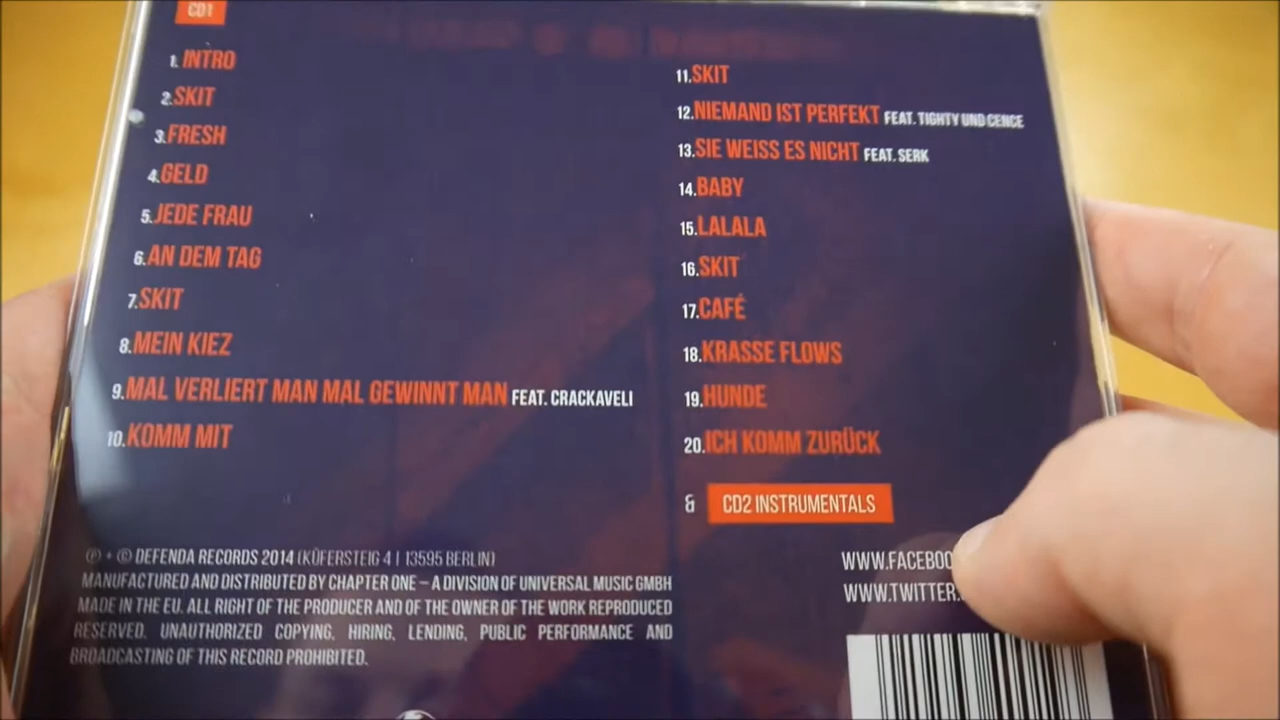 CD1
1. INTRO
2. SKIT
3. FRESH
4. GELD
5. JEDE FRAU
6. AN DEM TAG
7. SKIT
8. MEIN KIEZ
9. MAL VERLIERT MAN MAL GEWINNT MAN FEAT. CRACKAVELI
10. KOMM MIT
11. SKIT
12. NIEMAND IST PERFEKT FEAT. TIGHTY UND CENCE
13. SIE WEISS ES NICHT FEAT. SERK
14. BABY
15. LALALA
16. SKIT
17. CAFÉ
18. KRASSE FLOWS
19. HUNDE
20. ICH KOMM ZURÜCK
& CD2 INSTRUMENTALS
℗ + © DEFENDA RECORDS 2014 (KÜFERSTEIG 4 | 13595 BERLIN)
MANUFACTURED AND DISTRIBUTED BY CHAPTER ONE – A DIVISION OF UNIVERSAL MUSIC GMBH
MADE IN THE EU. ALL RIGHT OF THE PRODUCER AND OF THE OWNER OF THE WORK REPRODUCED
RESERVED. UNAUTHORIZED COPYING, HIRING, LENDING, PUBLIC PERFORMANCE AND
BROADCASTING OF THIS RECORD PROHIBITED.
WWW.FACEBOO
WWW.TWITTER.